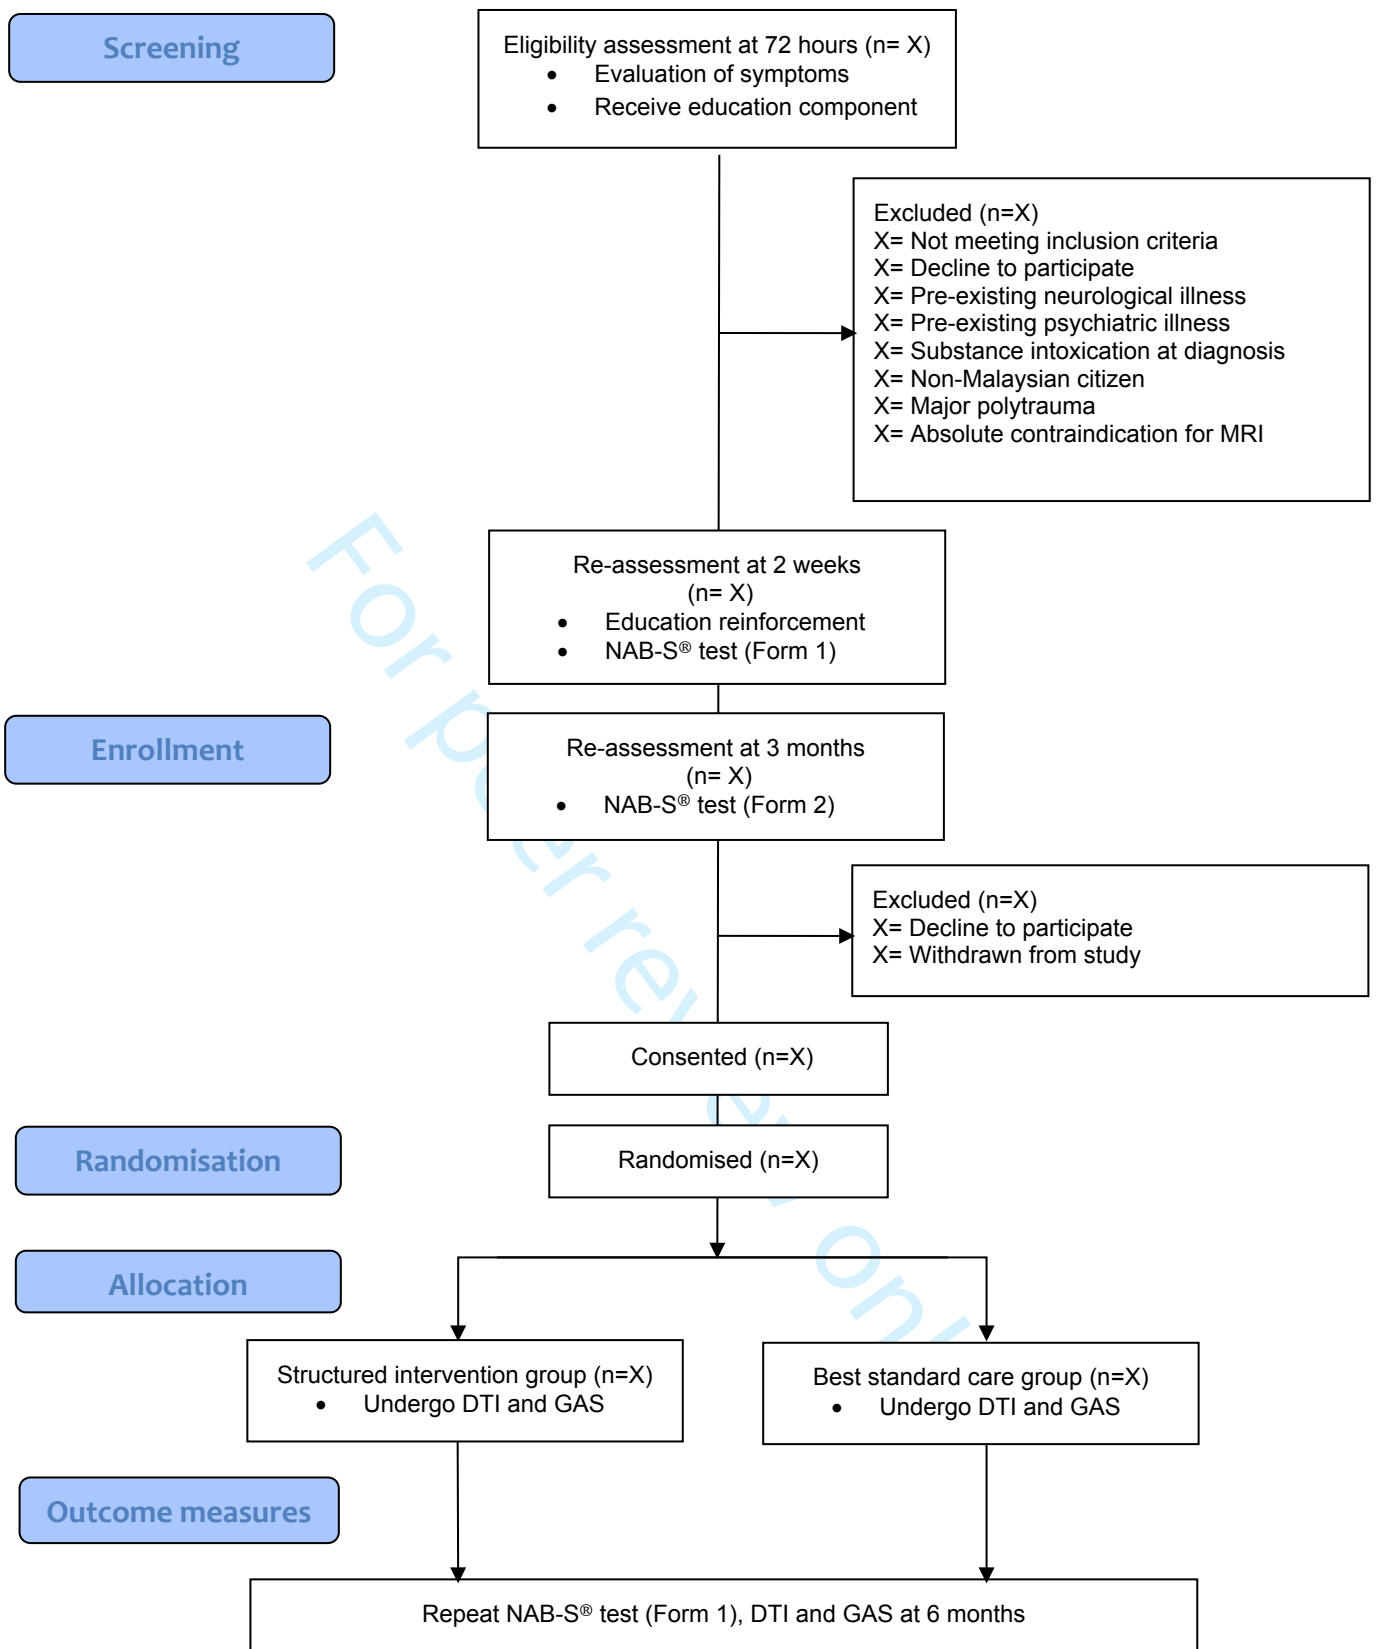 Screening
Eligibility assessment at 72 hours (n= X)
• Evaluation of symptoms
• Receive education component
Excluded (n=X)
X= Not meeting inclusion criteria
X= Decline to participate
X= Pre-existing neurological illness
X= Pre-existing psychiatric illness
X= Substance intoxication at diagnosis
X= Non-Malaysian citizen
X= Major polytrauma
X= Absolute contraindication for MRI
Re-assessment at 2 weeks
(n= X)
• Education reinforcement
• NAB-S® test (Form 1)
Enrollment
Re-assessment at 3 months
(n= X)
• NAB-S® test (Form 2)
Excluded (n=X)
X= Decline to participate
X= Withdrawn from study
Consented (n=X)
Randomisation
Randomised (n=X)
Allocation
Structured intervention group (n=X)
• Undergo DTI and GAS
Best standard care group (n=X)
• Undergo DTI and GAS
Outcome measures
Repeat NAB-S® test (Form 1), DTI and GAS at 6 months
For peer review onl